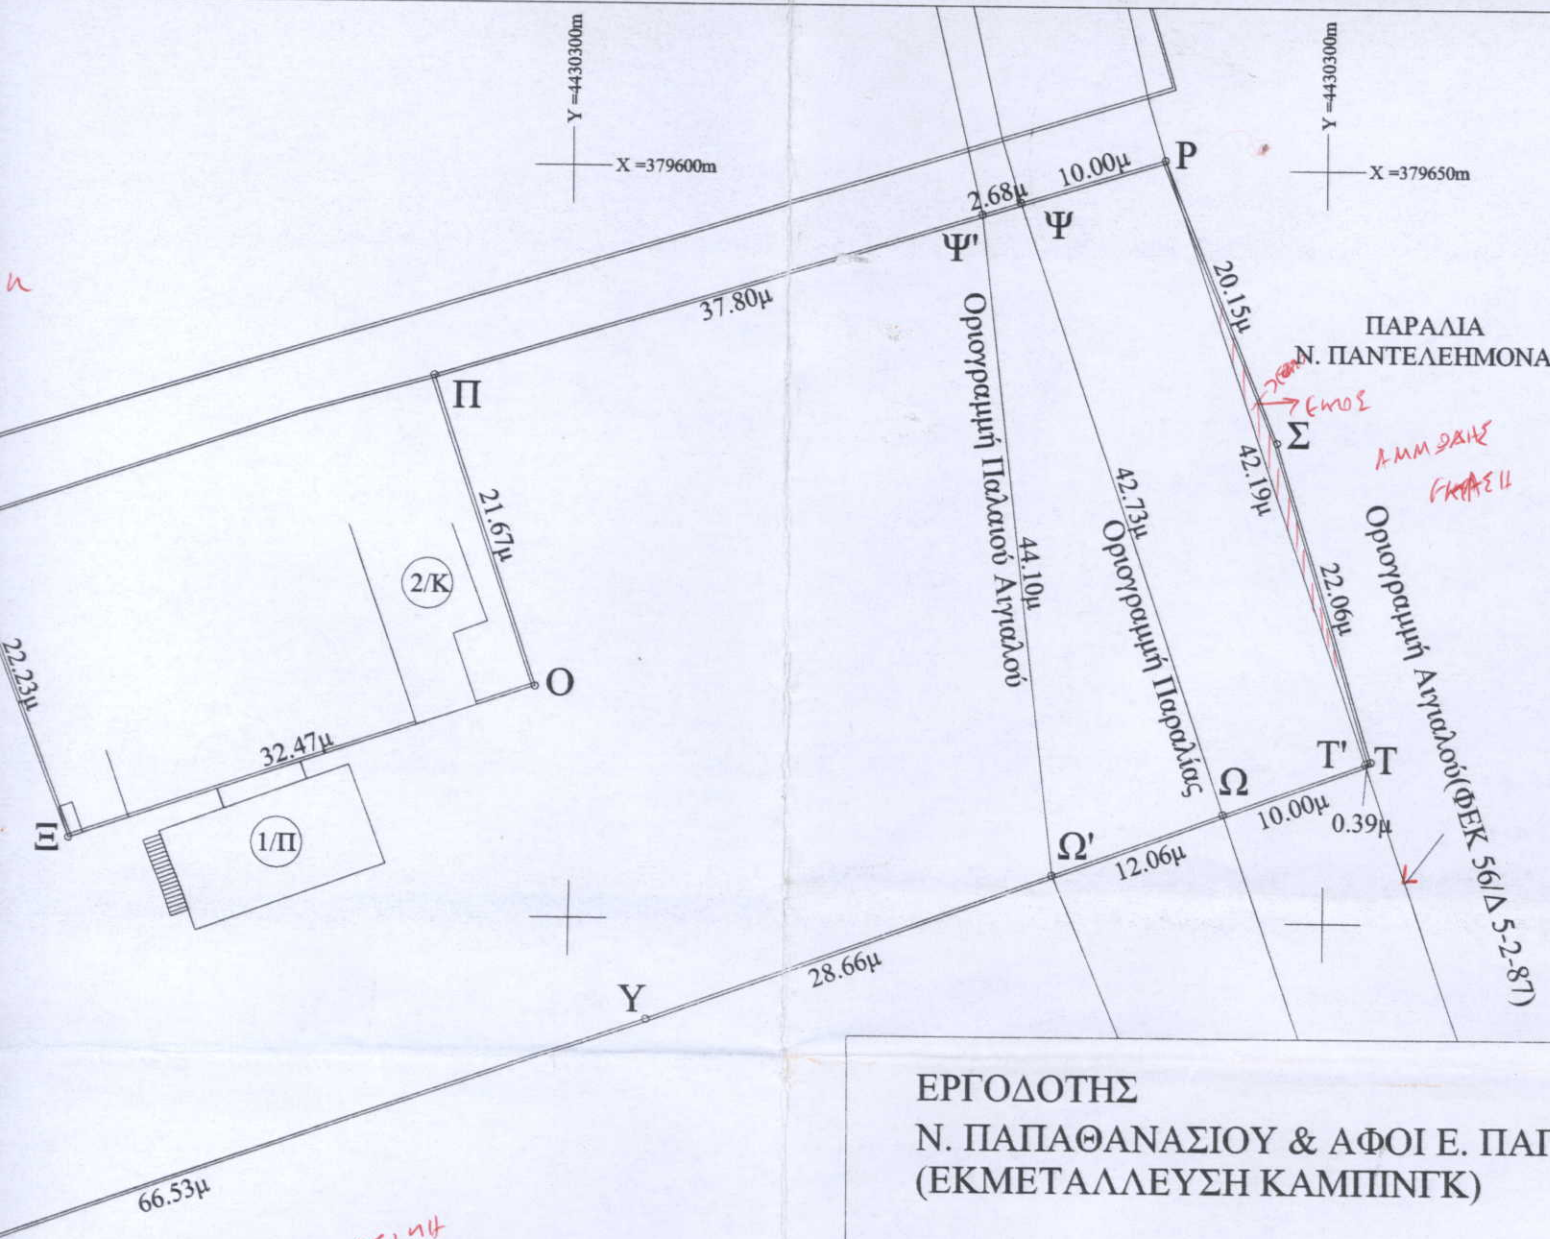 Y =4430300m
X =379600m
Y =4430300m
X =379650m
P
10.00μ
2.68μ
Ψ
Ψ'
20.15μ
37.80μ
ΠΑΡΑΛΙΑ
Ν. ΠΑΝΤΕΛΕΗΜΟΝΑ
Π
ΕΚΤΟΣ
Σ
42.19μ
Οριογραμμή Παλαιού Αιγιαλού
42.73μ
Οριογραμμή Παραλίας
44.10μ
21.67μ
2/Κ
22.06μ
Οριογραμμή Αιγιαλού(ΦΕΚ 56/Δ 5-2-87)
22.23μ
Ο
32.47μ
Τ'
Τ
Ω
10.00μ
0.39μ
Ξ
1/Π
Ω'
12.06μ
28.66μ
Υ
66.53μ
ΕΡΓΟΔΟΤΗΣ
Ν. ΠΑΠΑΘΑΝΑΣΙΟΥ & ΑΦΟΙ Ε. ΠΑΠ
(ΕΚΜΕΤΑΛΛΕΥΣΗ ΚΑΜΠΙΝΓΚ)